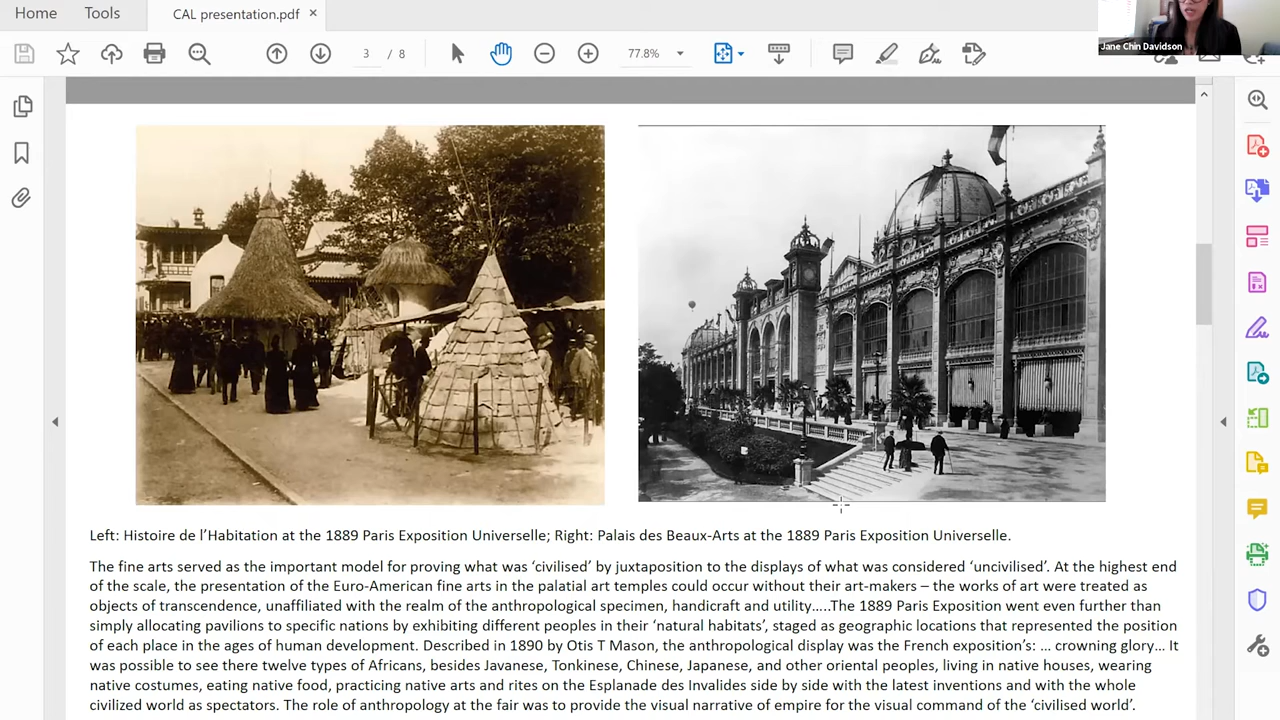 Home
Tools
CAL presentation.pdf
3 / 8
77.8%
Jane Chin Davidson
Left: Histoire de l’Habitation at the 1889 Paris Exposition Universelle; Right: Palais des Beaux-Arts at the 1889 Paris Exposition Universelle.
The fine arts served as the important model for proving what was ‘civilised’ by juxtaposition to the displays of what was considered ‘uncivilised’. At the highest end
of the scale, the presentation of the Euro-American fine arts in the palatial art temples could occur without their art-makers – the works of art were treated as
objects of transcendence, unaffiliated with the realm of the anthropological specimen, handicraft and utility…..The 1889 Paris Exposition went even further than
simply allocating pavilions to specific nations by exhibiting different peoples in their ‘natural habitats’, staged as geographic locations that represented the position
of each place in the ages of human development. Described in 1890 by Otis T Mason, the anthropological display was the French exposition’s: … crowning glory… It
was possible to see there twelve types of Africans, besides Javanese, Tonkinese, Chinese, Japanese, and other oriental peoples, living in native houses, wearing
native costumes, eating native food, practicing native arts and rites on the Esplanade des Invalides side by side with the latest inventions and with the whole
civilized world as spectators. The role of anthropology at the fair was to provide the visual narrative of empire for the visual command of the ‘civilised world’.